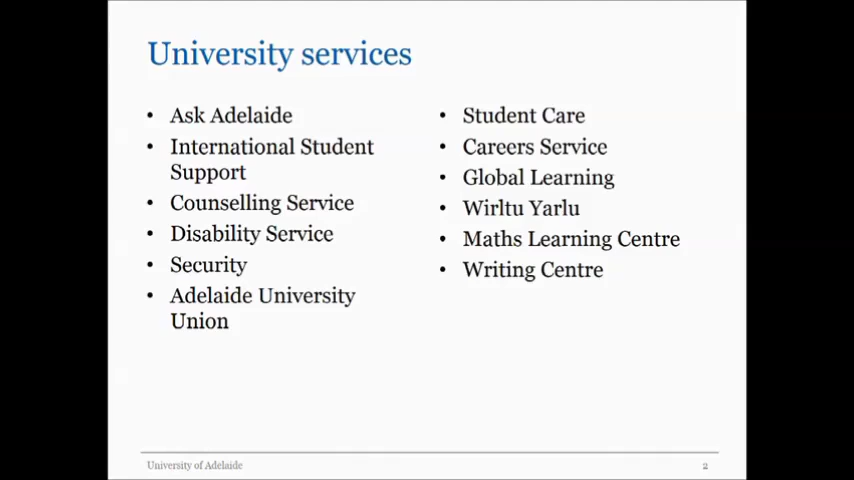 University services
• Ask Adelaide
• International Student
Support
• Counselling Service
• Disability Service
• Security
• Adelaide University
Union
• Student Care
• Careers Service
• Global Learning
• Wirltu Yarlu
• Maths Learning Centre
• Writing Centre
University of Adelaide
2